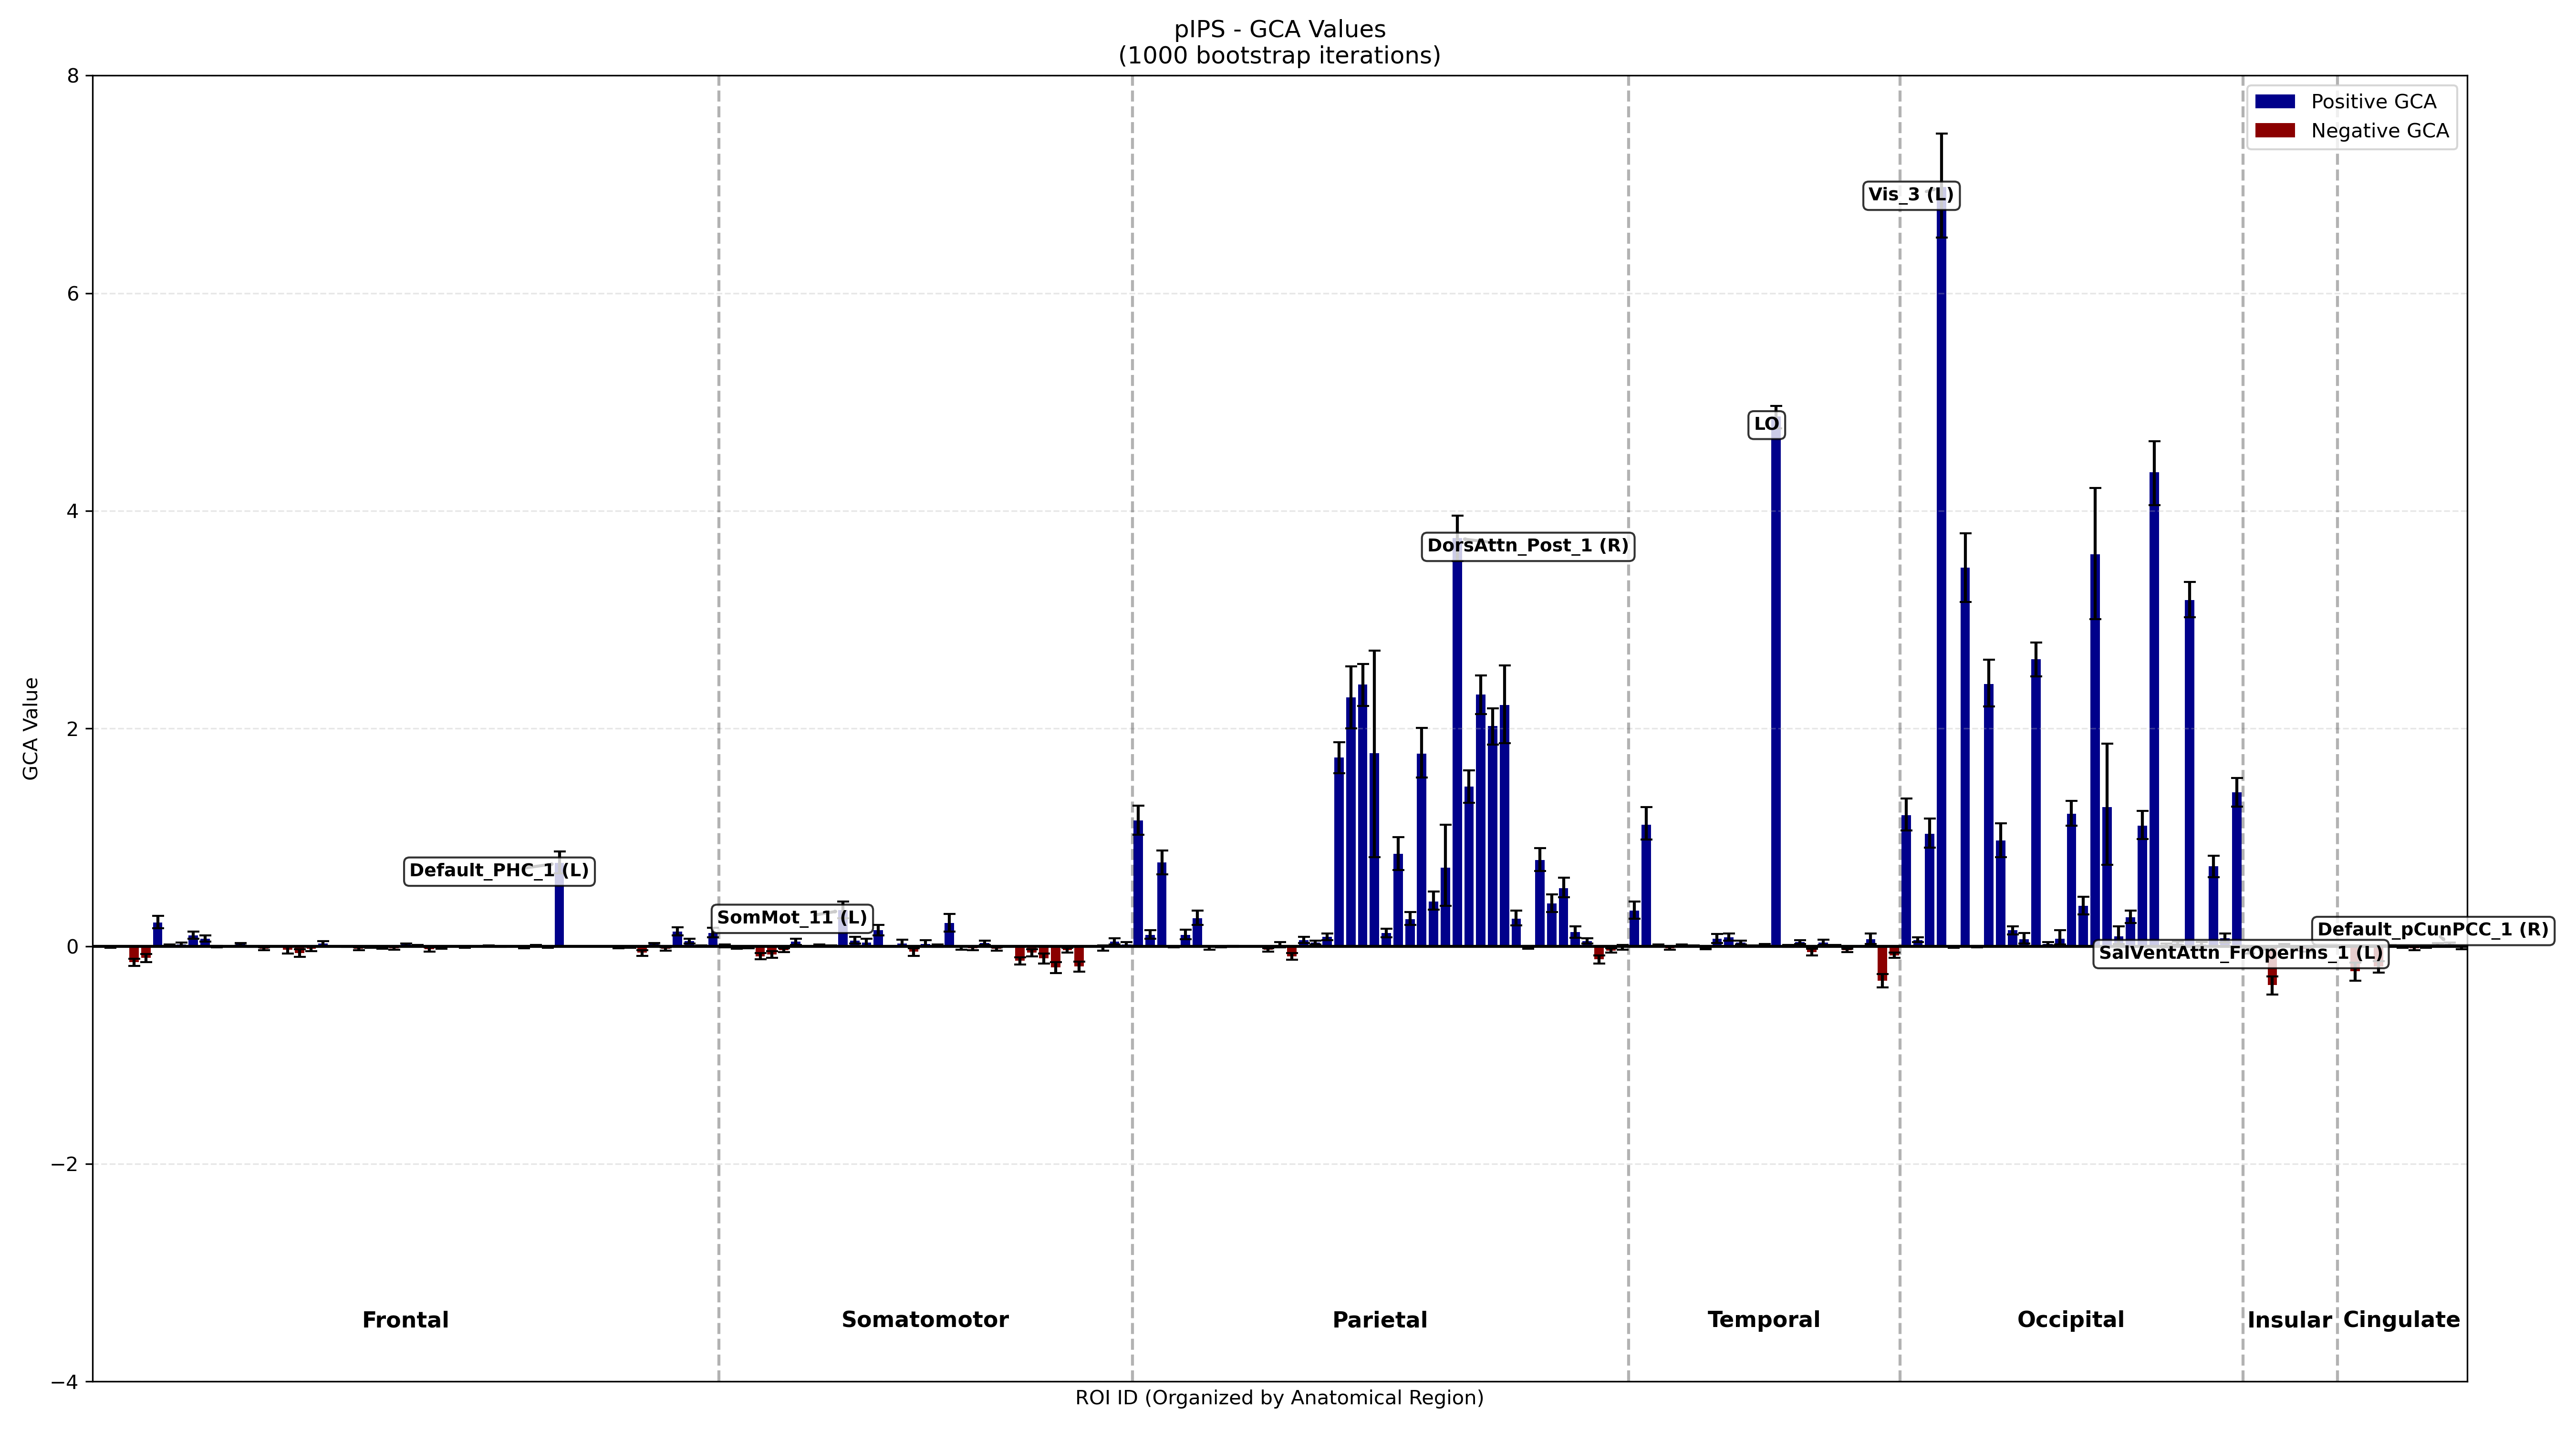 pIPS - GCA Values
(1000 bootstrap iterations)
8
Positive GCA
Negative GCA
Vis_3 (L)
6
LO
4
DorsAttn_Post_1 (R)
GCA Value
2
Default_PHC_1 (L)
SomMot_11 (L)
Default_pCunPCC_1 (R)
0
SalVentAttn_FrOperIns_1 (L)
−2
Frontal
Somatomotor
Parietal
Temporal
Occipital
Insular
Cingulate
−4
ROI ID (Organized by Anatomical Region)